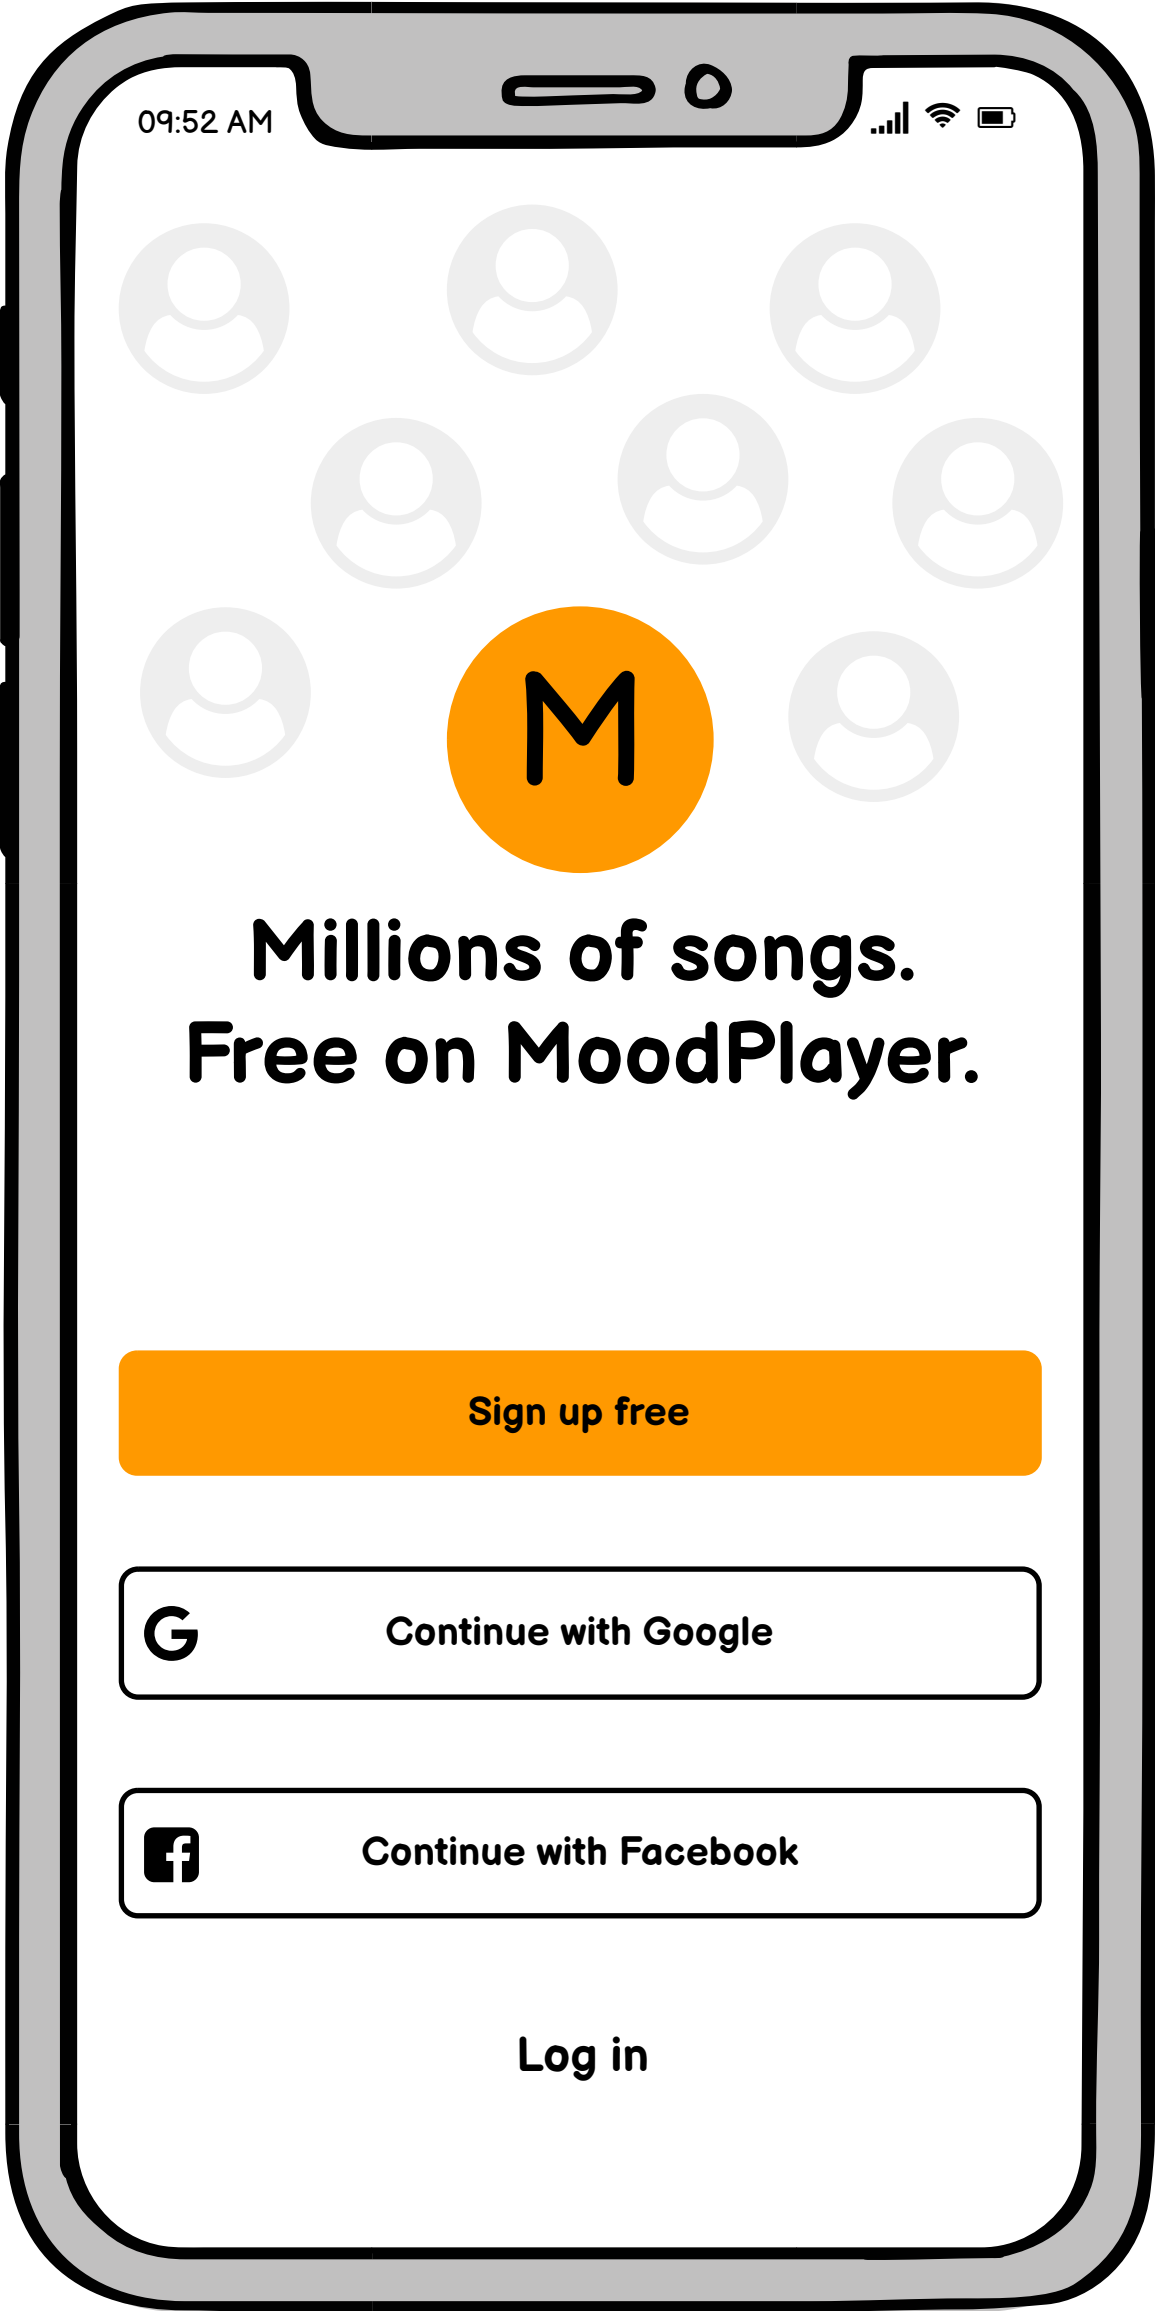 09:52 AM
M
Millions of songs.
Free on MoodPlayer.
Sign up free
Continue with Google
Continue with Facebook
Log in